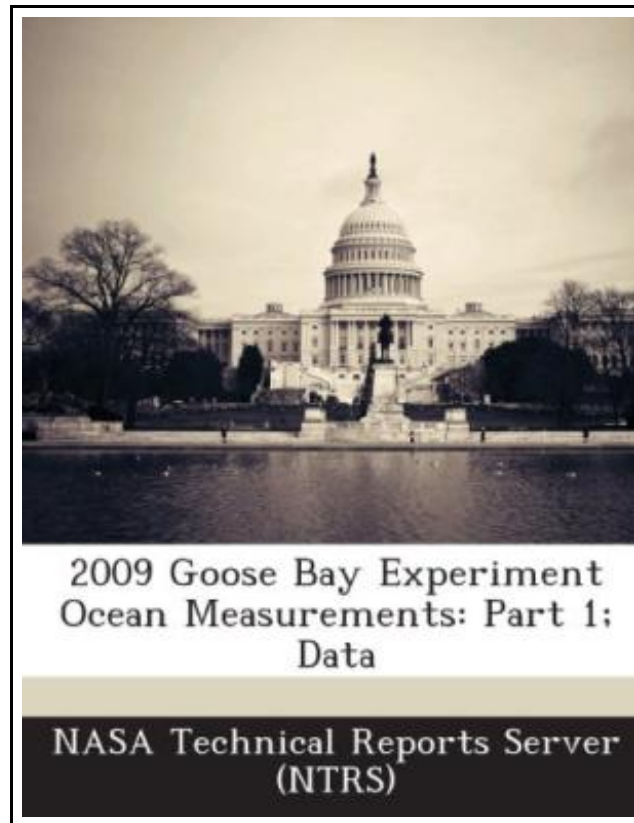 2009 Goose Bay Experiment
Ocean Measurements: Part 1;
Data
NASA Technical Reports Server
(NTRS)